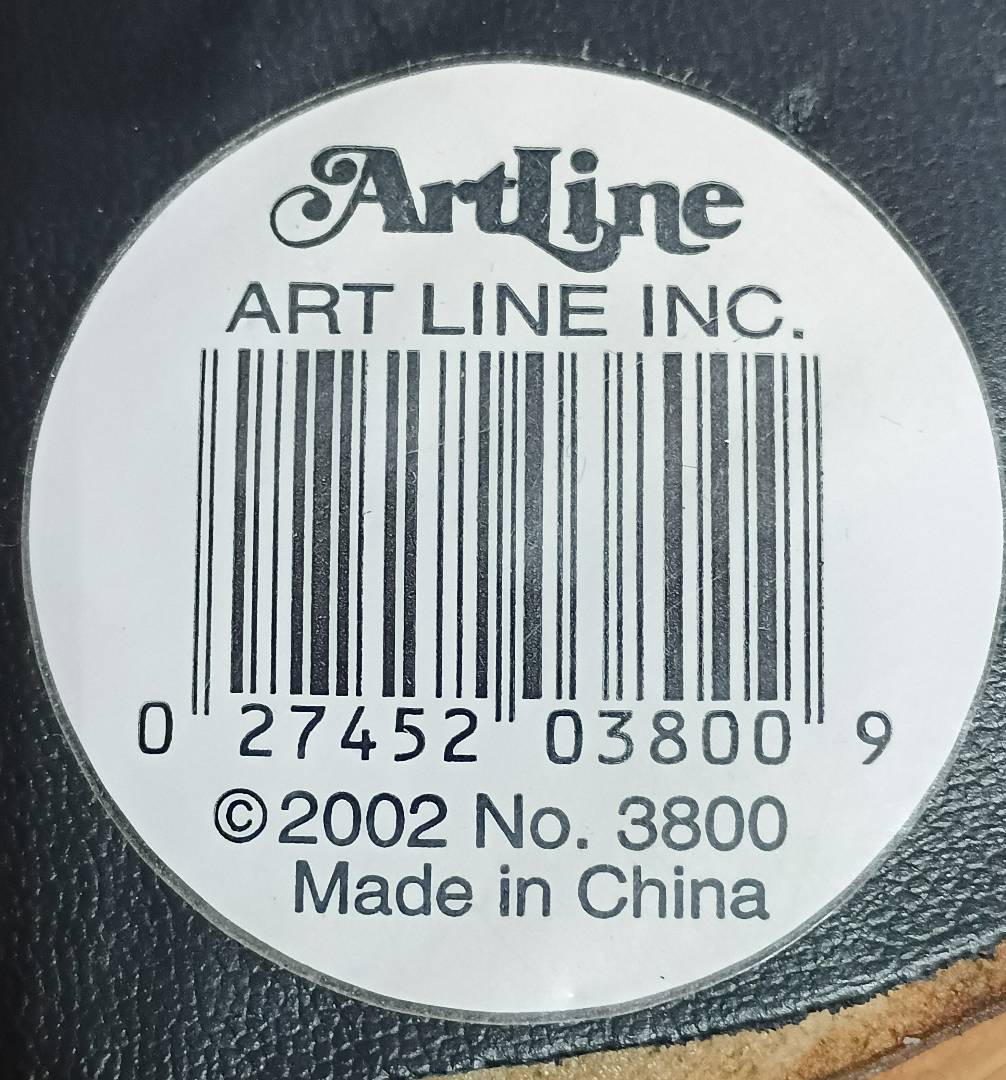 ArtLine
ART LINE INC.
0 27452 03800 9
©2002 No. 3800
Made in China